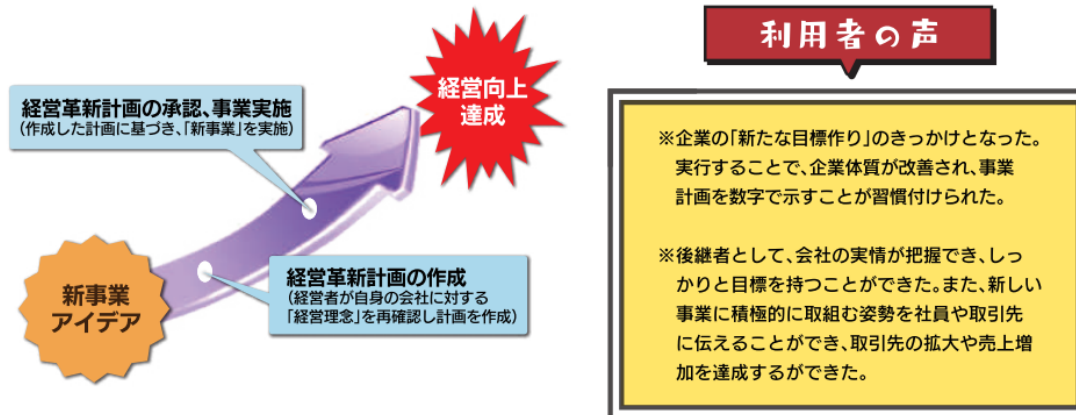 経営向上
達成
経営革新計画の承認、事業実施
(作成した計画に基づき、「新事業」を実施)
新事業
アイデア
経営革新計画の作成
(経営者が自身の会社に対する
「経営理念」を再確認し計画を作成)
利用者の声
※企業の「新たな目標作り」のきっかけとなった。
実行することで、企業体質が改善され、事業
計画を数字で示すことが習慣付けられた。
※後継者として、会社の実情が把握でき、しっ
かりと目標を持つことができた。また、新しい
事業に積極的に取組む姿勢を社員や取引先
に伝えることができ、取引先の拡大や売上増
加を達成するができた。